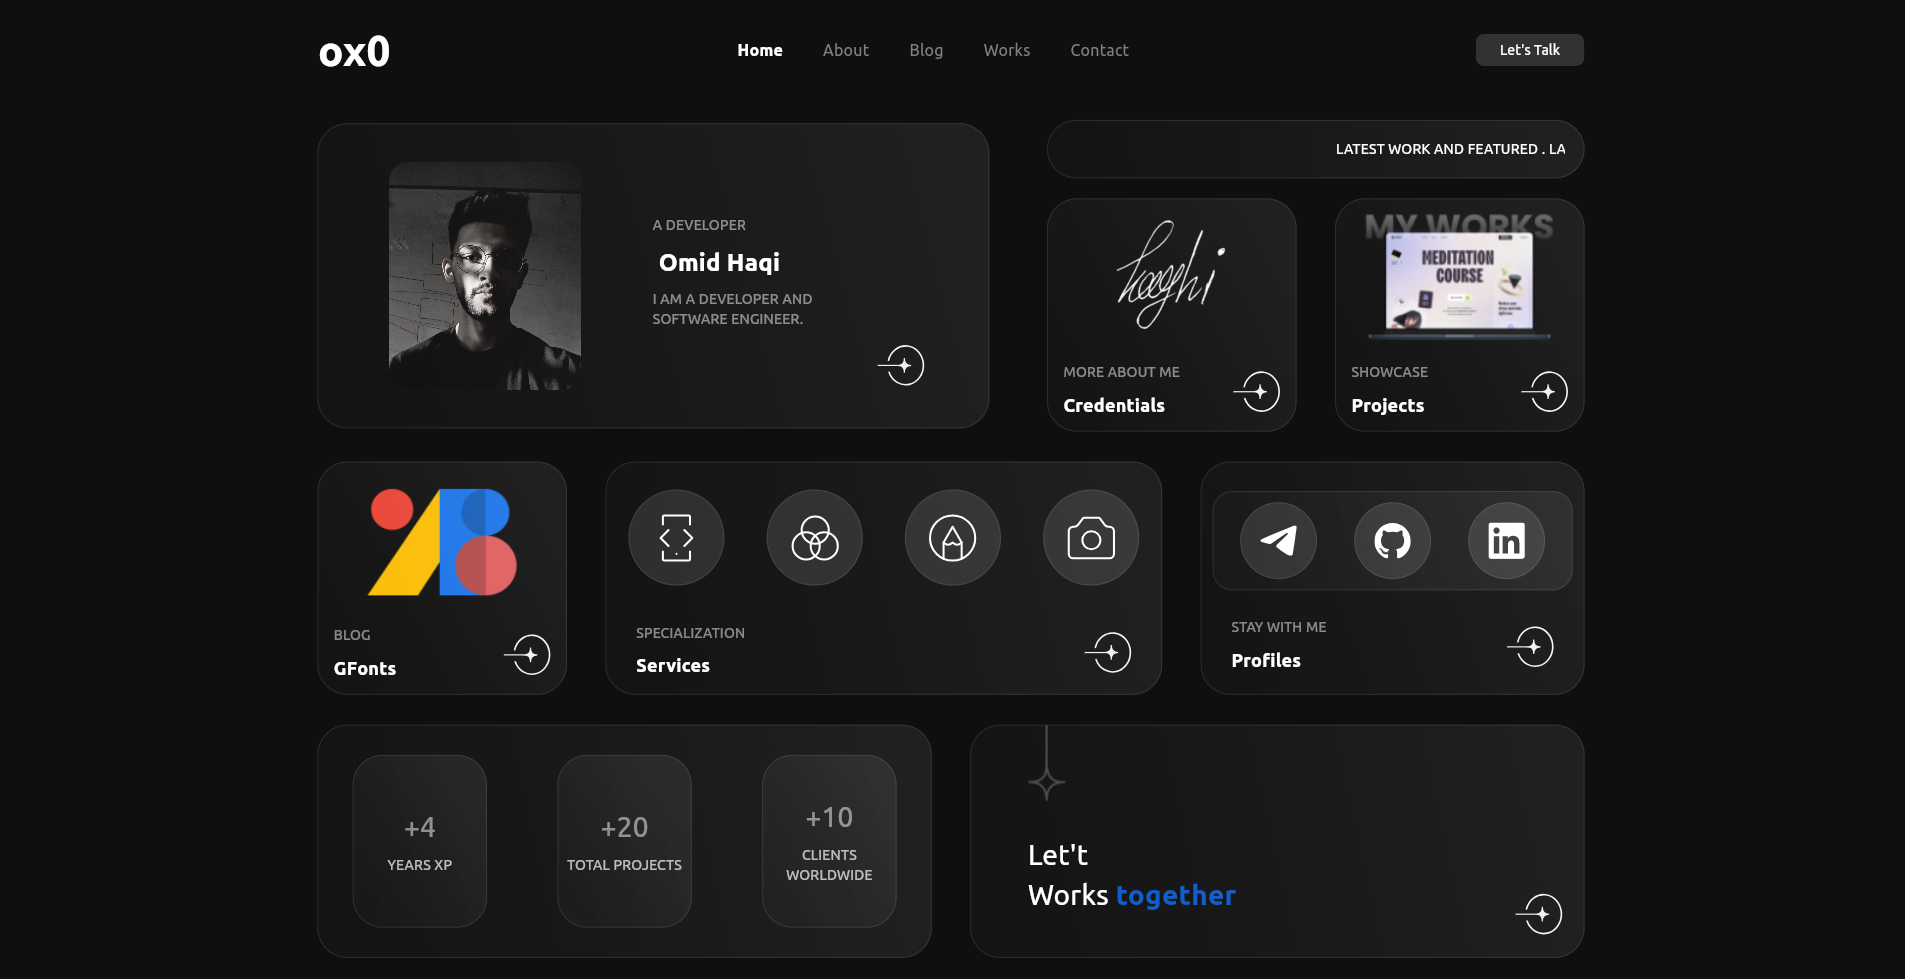 ox0
Home
About
Blog
Works
Contact
Let's Talk
A DEVELOPER
Omid Haqi
I AM A DEVELOPER AND
SOFTWARE ENGINEER.
LATEST WORK AND FEATURED . LA
haghi
MORE ABOUT ME
Credentials
MY WORKS
MEDITATION
COURSE
SHOWCASE
Projects
BLOG
GFonts
SPECIALIZATION
Services
in
STAY WITH ME
Profiles
+4
YEARS XP
+20
TOTAL PROJECTS
+10
CLIENTS
WORLDWIDE
Let't
Works together